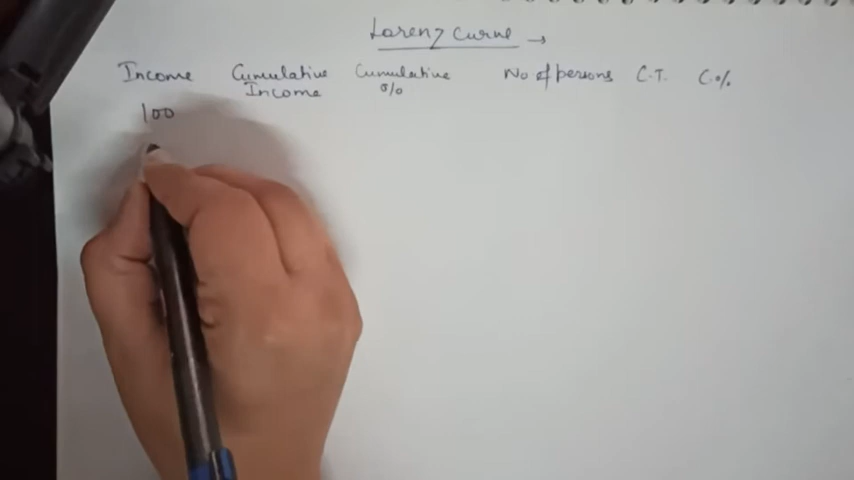 Lorenz Curve →
Income Cumulative Income Cumulative % No of persons C.T. C.%
100